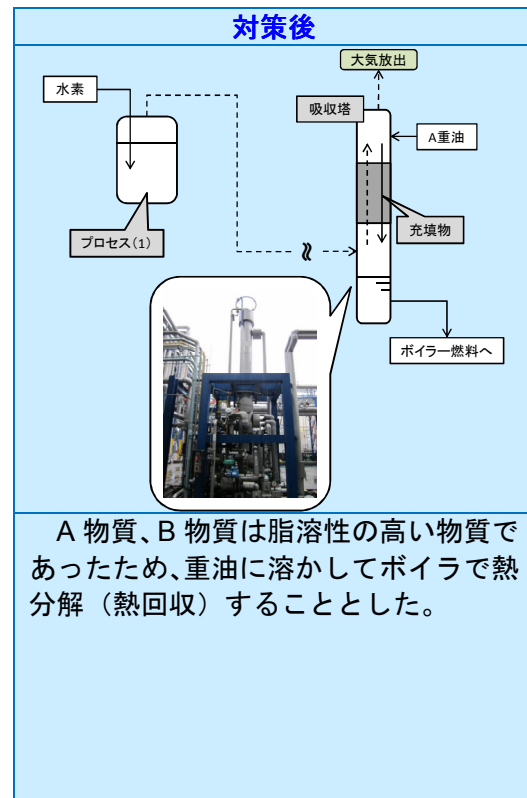 対策後
大気放出
水素
吸収塔
A重油
充填物
プロセス(1)
ボイラー燃料へ
A 物質、B 物質は脂溶性の高い物質で
あったため、重油に溶かしてボイラで熱
分解（熱回収）することとした。